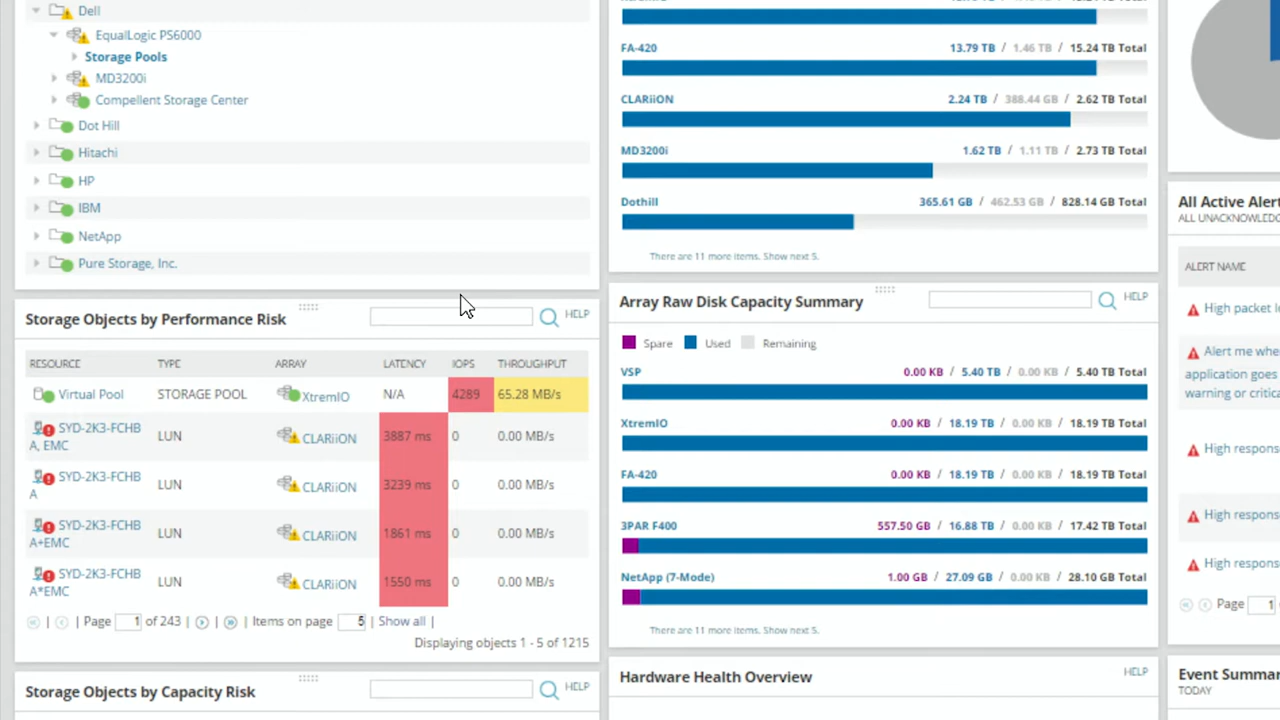 Dell
EqualLogic PS6000
Storage Pools
MD3200i
Compellent Storage Center
Dot Hill
Hitachi
HP
IBM
NetApp
Pure Storage, Inc.
Storage Objects by Performance Risk
HELP
RESOURCE TYPE ARRAY LATENCY IOPS THROUGHPUT
Virtual Pool STORAGE POOL XtremIO N/A 4289 65.28 MB/s
SYD-2K3-FCHB
A, EMC LUN CLARiiON 3887 ms 0 0.00 MB/s
SYD-2K3-FCHB
A LUN CLARiiON 3239 ms 0 0.00 MB/s
SYD-2K3-FCHB
A+EMC LUN CLARiiON 1861 ms 0 0.00 MB/s
SYD-2K3-FCHB
A*EMC LUN CLARiiON 1550 ms 0 0.00 MB/s
| | Page 1 of 243 | | | Items on page 5 | Show all |
Displaying objects 1 - 5 of 1215
Storage Objects by Capacity Risk
HELP
FA-420 13.79 TB / 1.46 TB / 15.24 TB Total
CLARiiON 2.24 TB / 388.44 GB / 2.62 TB Total
MD3200i 1.62 TB / 1.11 TB / 2.73 TB Total
Dothill 365.61 GB / 462.53 GB / 828.14 GB Total
There are 11 more items. Show next 5.
Array Raw Disk Capacity Summary
HELP
Spare Used Remaining
VSP 0.00 KB / 5.40 TB / 0.00 KB / 5.40 TB Total
XtremIO 0.00 KB / 18.19 TB / 0.00 KB / 18.19 TB Total
FA-420 0.00 KB / 18.19 TB / 0.00 KB / 18.19 TB Total
3PAR F400 557.50 GB / 16.88 TB / 0.00 KB / 17.42 TB Total
NetApp (7-Mode) 1.00 GB / 27.09 GB / 0.00 KB / 28.10 GB Total
There are 11 more items. Show next 5.
Hardware Health Overview
HELP
All Active Alert
ALL UNACKNOWLEDG
ALERT NAME
High packet l
Alert me whe
application goes
warning or critica
High respons
High respons
High respons
Page 1
Event Summar
TODAY